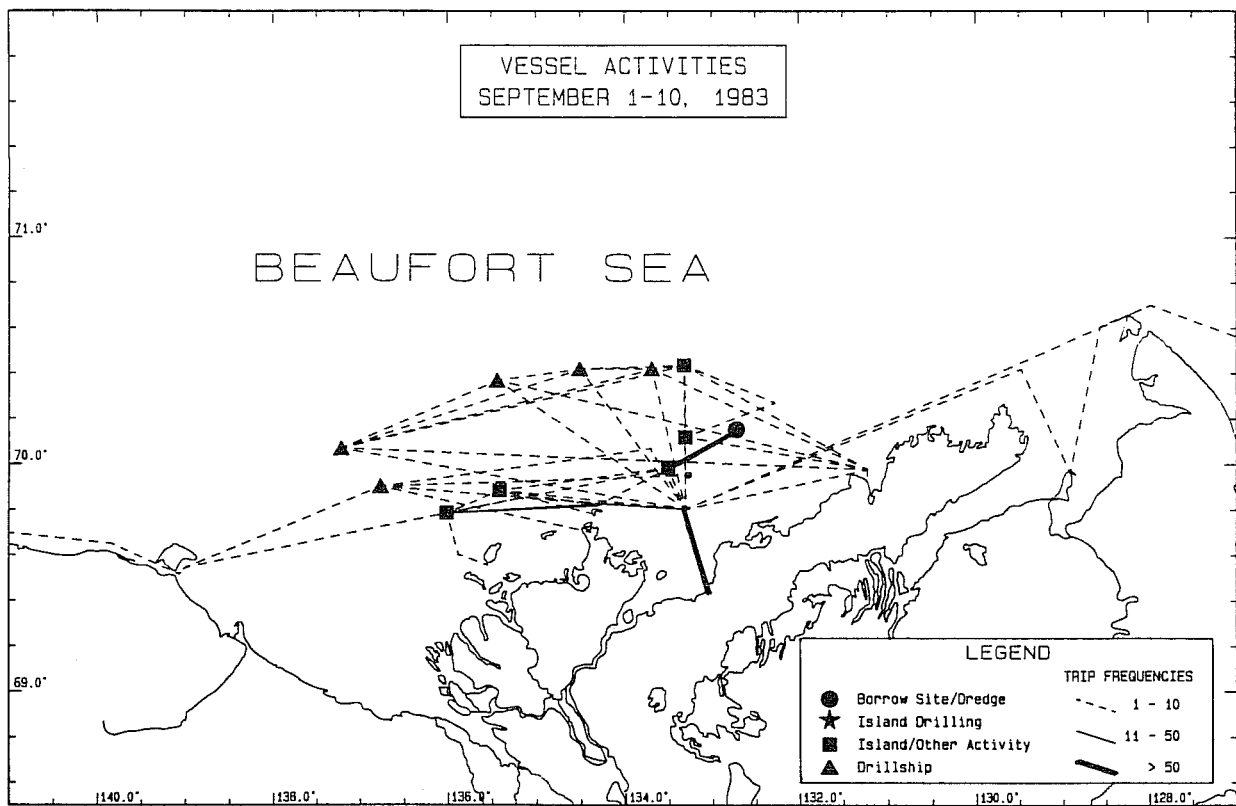 VESSEL ACTIVITIES
SEPTEMBER 1-10, 1983
71.0°
BEAUFORT SEA
70.0°
69.0°
LEGEND
TRIP FREQUENCIES
Borrow Site/Dredge
1 - 10
Island Drilling
11 - 50
Island/Other Activity
> 50
Drillship
140.0° 138.0° 136.0° 134.0° 132.0° 130.0° 128.0°